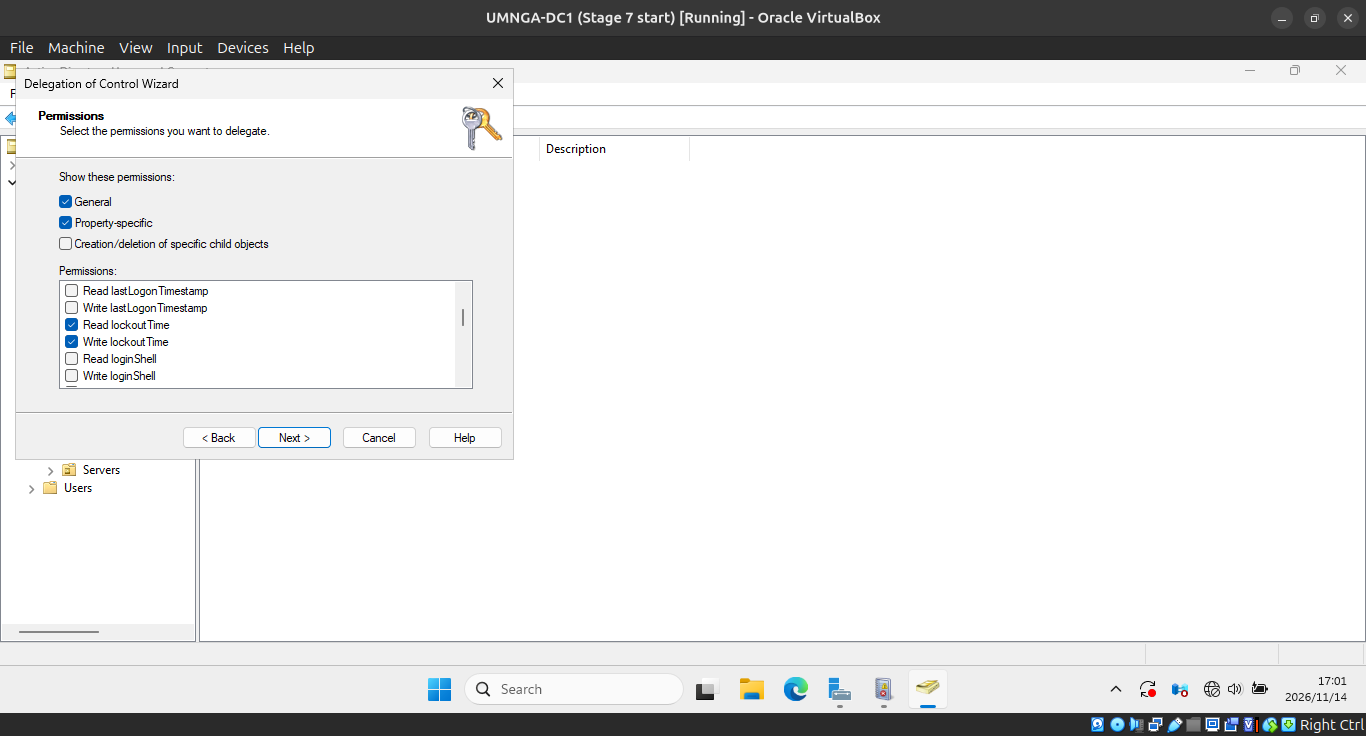 UMNGA-DC1 (Stage 7 start) [Running] - Oracle VirtualBox
File Machine View Input Devices Help
Delegation of Control Wizard
Permissions
Select the permissions you want to delegate.
Description
Show these permissions:
General
Property-specific
Creation/deletion of specific child objects
Permissions:
Read lastLogonTimestamp
Write lastLogonTimestamp
Read lockoutTime
Write lockoutTime
Read loginShell
Write loginShell
< Back Next > Cancel Help
Servers
Users
Search
17:01
2026/11/14
Right Ctrl